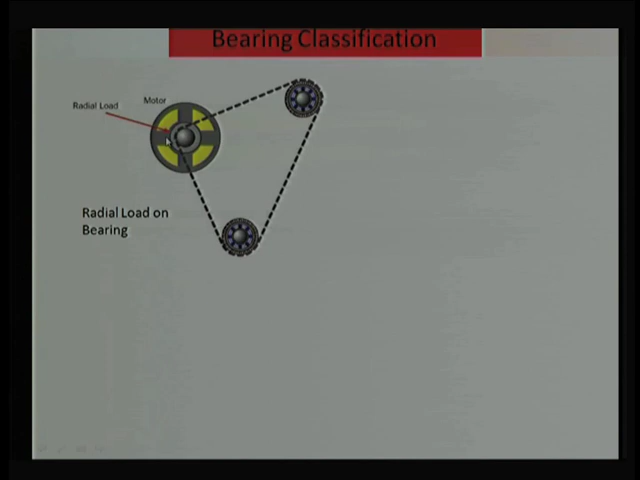 Bearing Classification
Radial Load
Motor
Radial Load on
Bearing